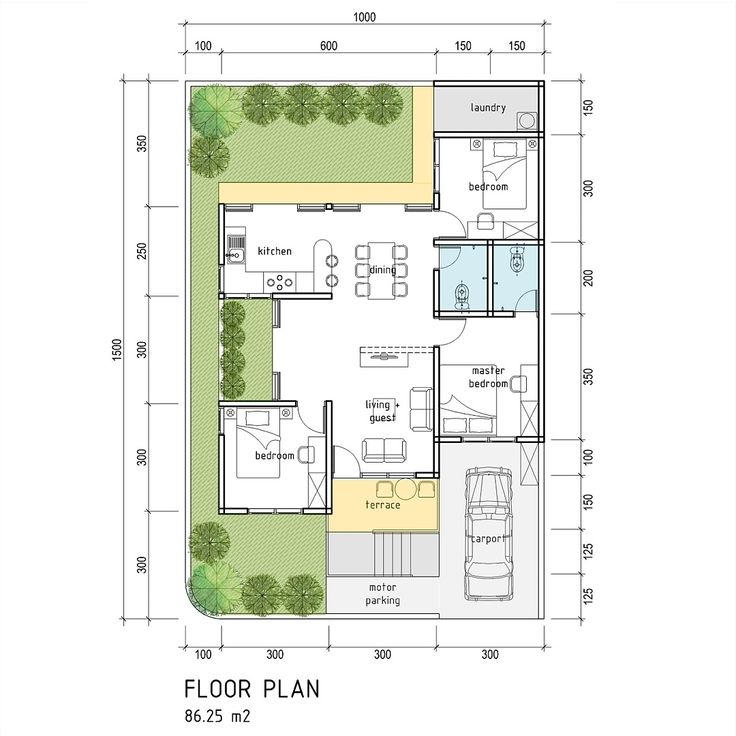 1000
100
600
150
150
laundry
150
350
bedroom
300
kitchen
dining
250
200
1500
300
master
bedroom
350
living +
guest
bedroom
300
100
terrace
150
carport
125
300
motor
parking
125
100
300
300
300
FLOOR PLAN
86.25 m2